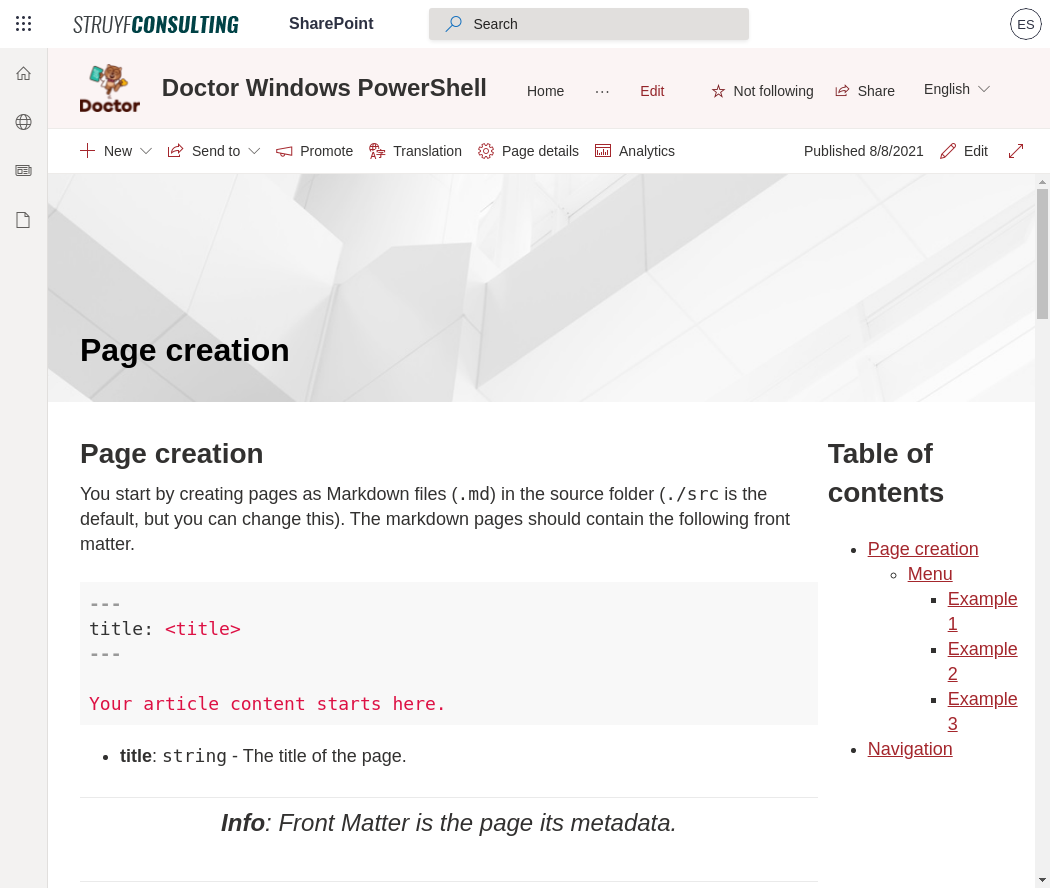 STRUYFCONSULTING SharePoint Search ES
Doctor
Doctor Windows PowerShell Home ··· Edit Not following Share English
New Send to Promote Translation Page details Analytics Published 8/8/2021 Edit
Page creation
Page creation
You start by creating pages as Markdown files (.md) in the source folder (./src is the
default, but you can change this). The markdown pages should contain the following front
matter.
---
title: <title>
---
Your article content starts here.
• title: string - The title of the page.
Info: Front Matter is the page its metadata.
Table of
contents
• Page creation
◦ Menu
▪ Example
1
▪ Example
2
▪ Example
3
• Navigation